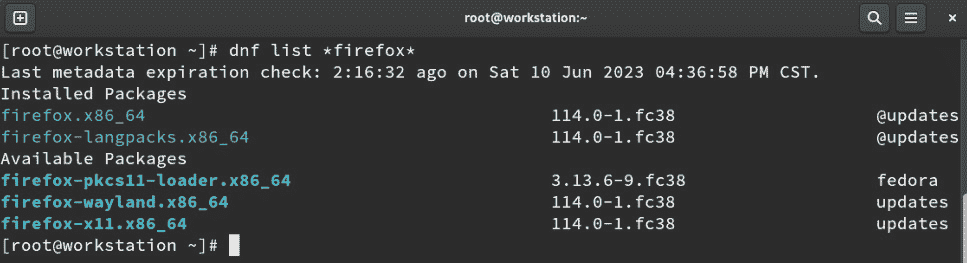 root@workstation:~
[root@workstation ~]# dnf list *firefox*
Last metadata expiration check: 2:16:32 ago on Sat 10 Jun 2023 04:36:58 PM CST.
Installed Packages
firefox.x86_64 114.0-1.fc38 @updates
firefox-langpacks.x86_64 114.0-1.fc38 @updates
Available Packages
firefox-pkcs11-loader.x86_64 3.13.6-9.fc38 fedora
firefox-wayland.x86_64 114.0-1.fc38 updates
firefox-x11.x86_64 114.0-1.fc38 updates
[root@workstation ~]#